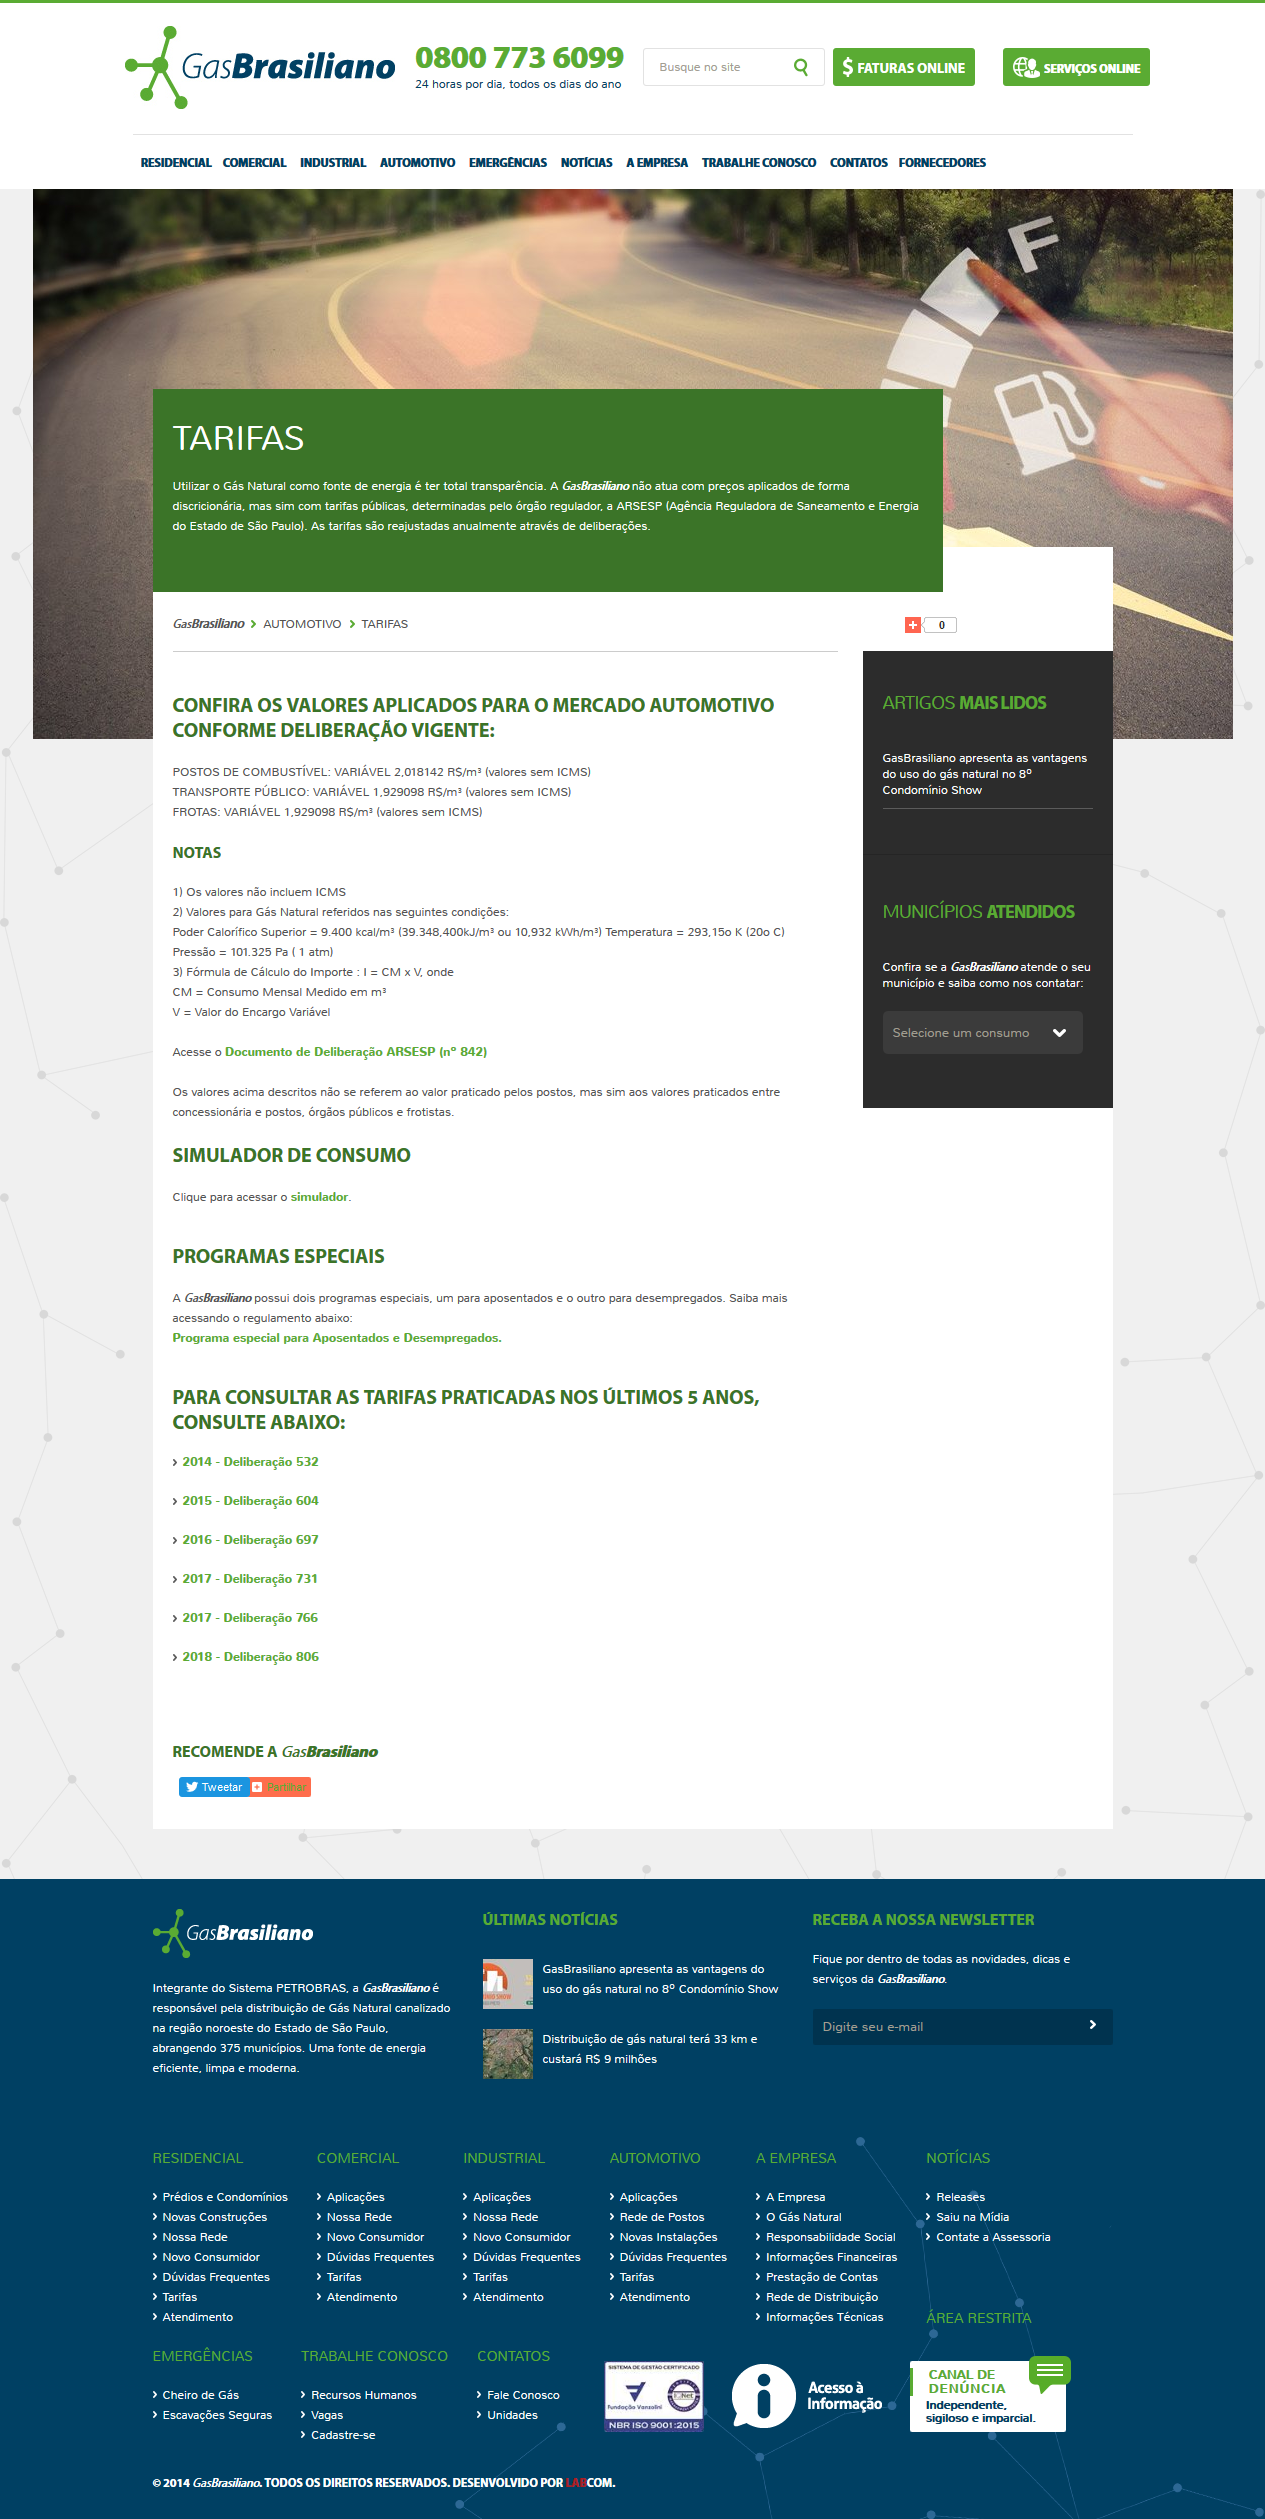 GasBrasiliano
0800 773 6099
24 horas por dia, todos os dias do ano
Busque no site
$ FATURAS ONLINE
SERVIÇOS ONLINE
RESIDENCIAL COMERCIAL INDUSTRIAL AUTOMOTIVO EMERGÊNCIAS NOTÍCIAS A EMPRESA TRABALHE CONOSCO CONTATOS FORNECEDORES
F
TARIFAS
Utilizar o Gás Natural como fonte de energia é ter total transparência. A GasBrasiliano não atua com preços aplicados de forma
discricionária, mas sim com tarifas públicas, determinadas pelo órgão regulador, a ARSESP (Agência Reguladora de Saneamento e Energia
do Estado de São Paulo). As tarifas são reajustadas anualmente através de deliberações.
GasBrasiliano > AUTOMOTIVO > TARIFAS
0
CONFIRA OS VALORES APLICADOS PARA O MERCADO AUTOMOTIVO
CONFORME DELIBERAÇÃO VIGENTE:
POSTOS DE COMBUSTÍVEL: VARIÁVEL 2,018142 R$/m³ (valores sem ICMS)
TRANSPORTE PÚBLICO: VARIÁVEL 1,929098 R$/m³ (valores sem ICMS)
FROTAS: VARIÁVEL 1,929098 R$/m³ (valores sem ICMS)
NOTAS
1) Os valores não incluem ICMS
2) Valores para Gás Natural referidos nas seguintes condições:
Poder Calorífico Superior = 9.400 kcal/m³ (39.348,400kJ/m³ ou 10,932 kWh/m³) Temperatura = 293,15o K (20o C)
Pressão = 101.325 Pa ( 1 atm)
3) Fórmula de Cálculo do Importe : I = CM x V, onde
CM = Consumo Mensal Medido em m³
V = Valor do Encargo Variável
Acesse o Documento de Deliberação ARSESP (nº 842)
Os valores acima descritos não se referem ao valor praticado pelos postos, mas sim aos valores praticados entre
concessionária e postos, órgãos públicos e frotistas.
SIMULADOR DE CONSUMO
Clique para acessar o simulador.
PROGRAMAS ESPECIAIS
A GasBrasiliano possui dois programas especiais, um para aposentados e o outro para desempregados. Saiba mais
acessando o regulamento abaixo:
Programa especial para Aposentados e Desempregados.
PARA CONSULTAR AS TARIFAS PRATICADAS NOS ÚLTIMOS 5 ANOS,
CONSULTE ABAIXO:
> 2014 - Deliberação 532
> 2015 - Deliberação 604
> 2016 - Deliberação 697
> 2017 - Deliberação 731
> 2017 - Deliberação 766
> 2018 - Deliberação 806
RECOMENDE A GasBrasiliano
Tweetar
Partilhar
ARTIGOS MAIS LIDOS
GasBrasiliano apresenta as vantagens
do uso do gás natural no 8º
Condomínio Show
MUNICÍPIOS ATENDIDOS
Confira se a GasBrasiliano atende o seu
município e saiba como nos contatar:
Selecione um consumo
GasBrasiliano
Integrante do Sistema PETROBRAS, a GasBrasiliano é
responsável pela distribuição de Gás Natural canalizado
na região noroeste do Estado de São Paulo,
abrangendo 375 municípios. Uma fonte de energia
eficiente, limpa e moderna.
ÚLTIMAS NOTÍCIAS
GasBrasiliano apresenta as vantagens do
uso do gás natural no 8º Condomínio Show
Distribuição de gás natural terá 33 km e
custará R$ 9 milhões
RECEBA A NOSSA NEWSLETTER
Fique por dentro de todas as novidades, dicas e
serviços da GasBrasiliano.
Digite seu e-mail
RESIDENCIAL
> Prédios e Condomínios
> Novas Construções
> Nossa Rede
> Novo Consumidor
> Dúvidas Frequentes
> Tarifas
> Atendimento
COMERCIAL
> Aplicações
> Nossa Rede
> Novo Consumidor
> Dúvidas Frequentes
> Tarifas
> Atendimento
INDUSTRIAL
> Aplicações
> Nossa Rede
> Novo Consumidor
> Dúvidas Frequentes
> Tarifas
> Atendimento
AUTOMOTIVO
> Aplicações
> Rede de Postos
> Novas Instalações
> Dúvidas Frequentes
> Tarifas
> Atendimento
A EMPRESA
> A Empresa
> O Gás Natural
> Responsabilidade Social
> Informações Financeiras
> Prestação de Contas
> Rede de Distribuição
> Informações Técnicas
NOTÍCIAS
> Releases
> Saiu na Mídia
> Contate a Assessoria
ÁREA RESTRITA
EMERGÊNCIAS
> Cheiro de Gás
> Escavações Seguras
TRABALHE CONOSCO
> Recursos Humanos
> Vagas
> Cadastre-se
CONTATOS
> Fale Conosco
> Unidades
SISTEMA DE GESTÃO CERTIFICADO
Fundação Vanzolini
NBR ISO 9001:2015
Acesso à
Informação
CANAL DE
DENÚNCIA
Independente,
sigiloso e imparcial.
© 2014 GasBrasiliano. TODOS OS DIREITOS RESERVADOS. DESENVOLVIDO POR LABCOM.